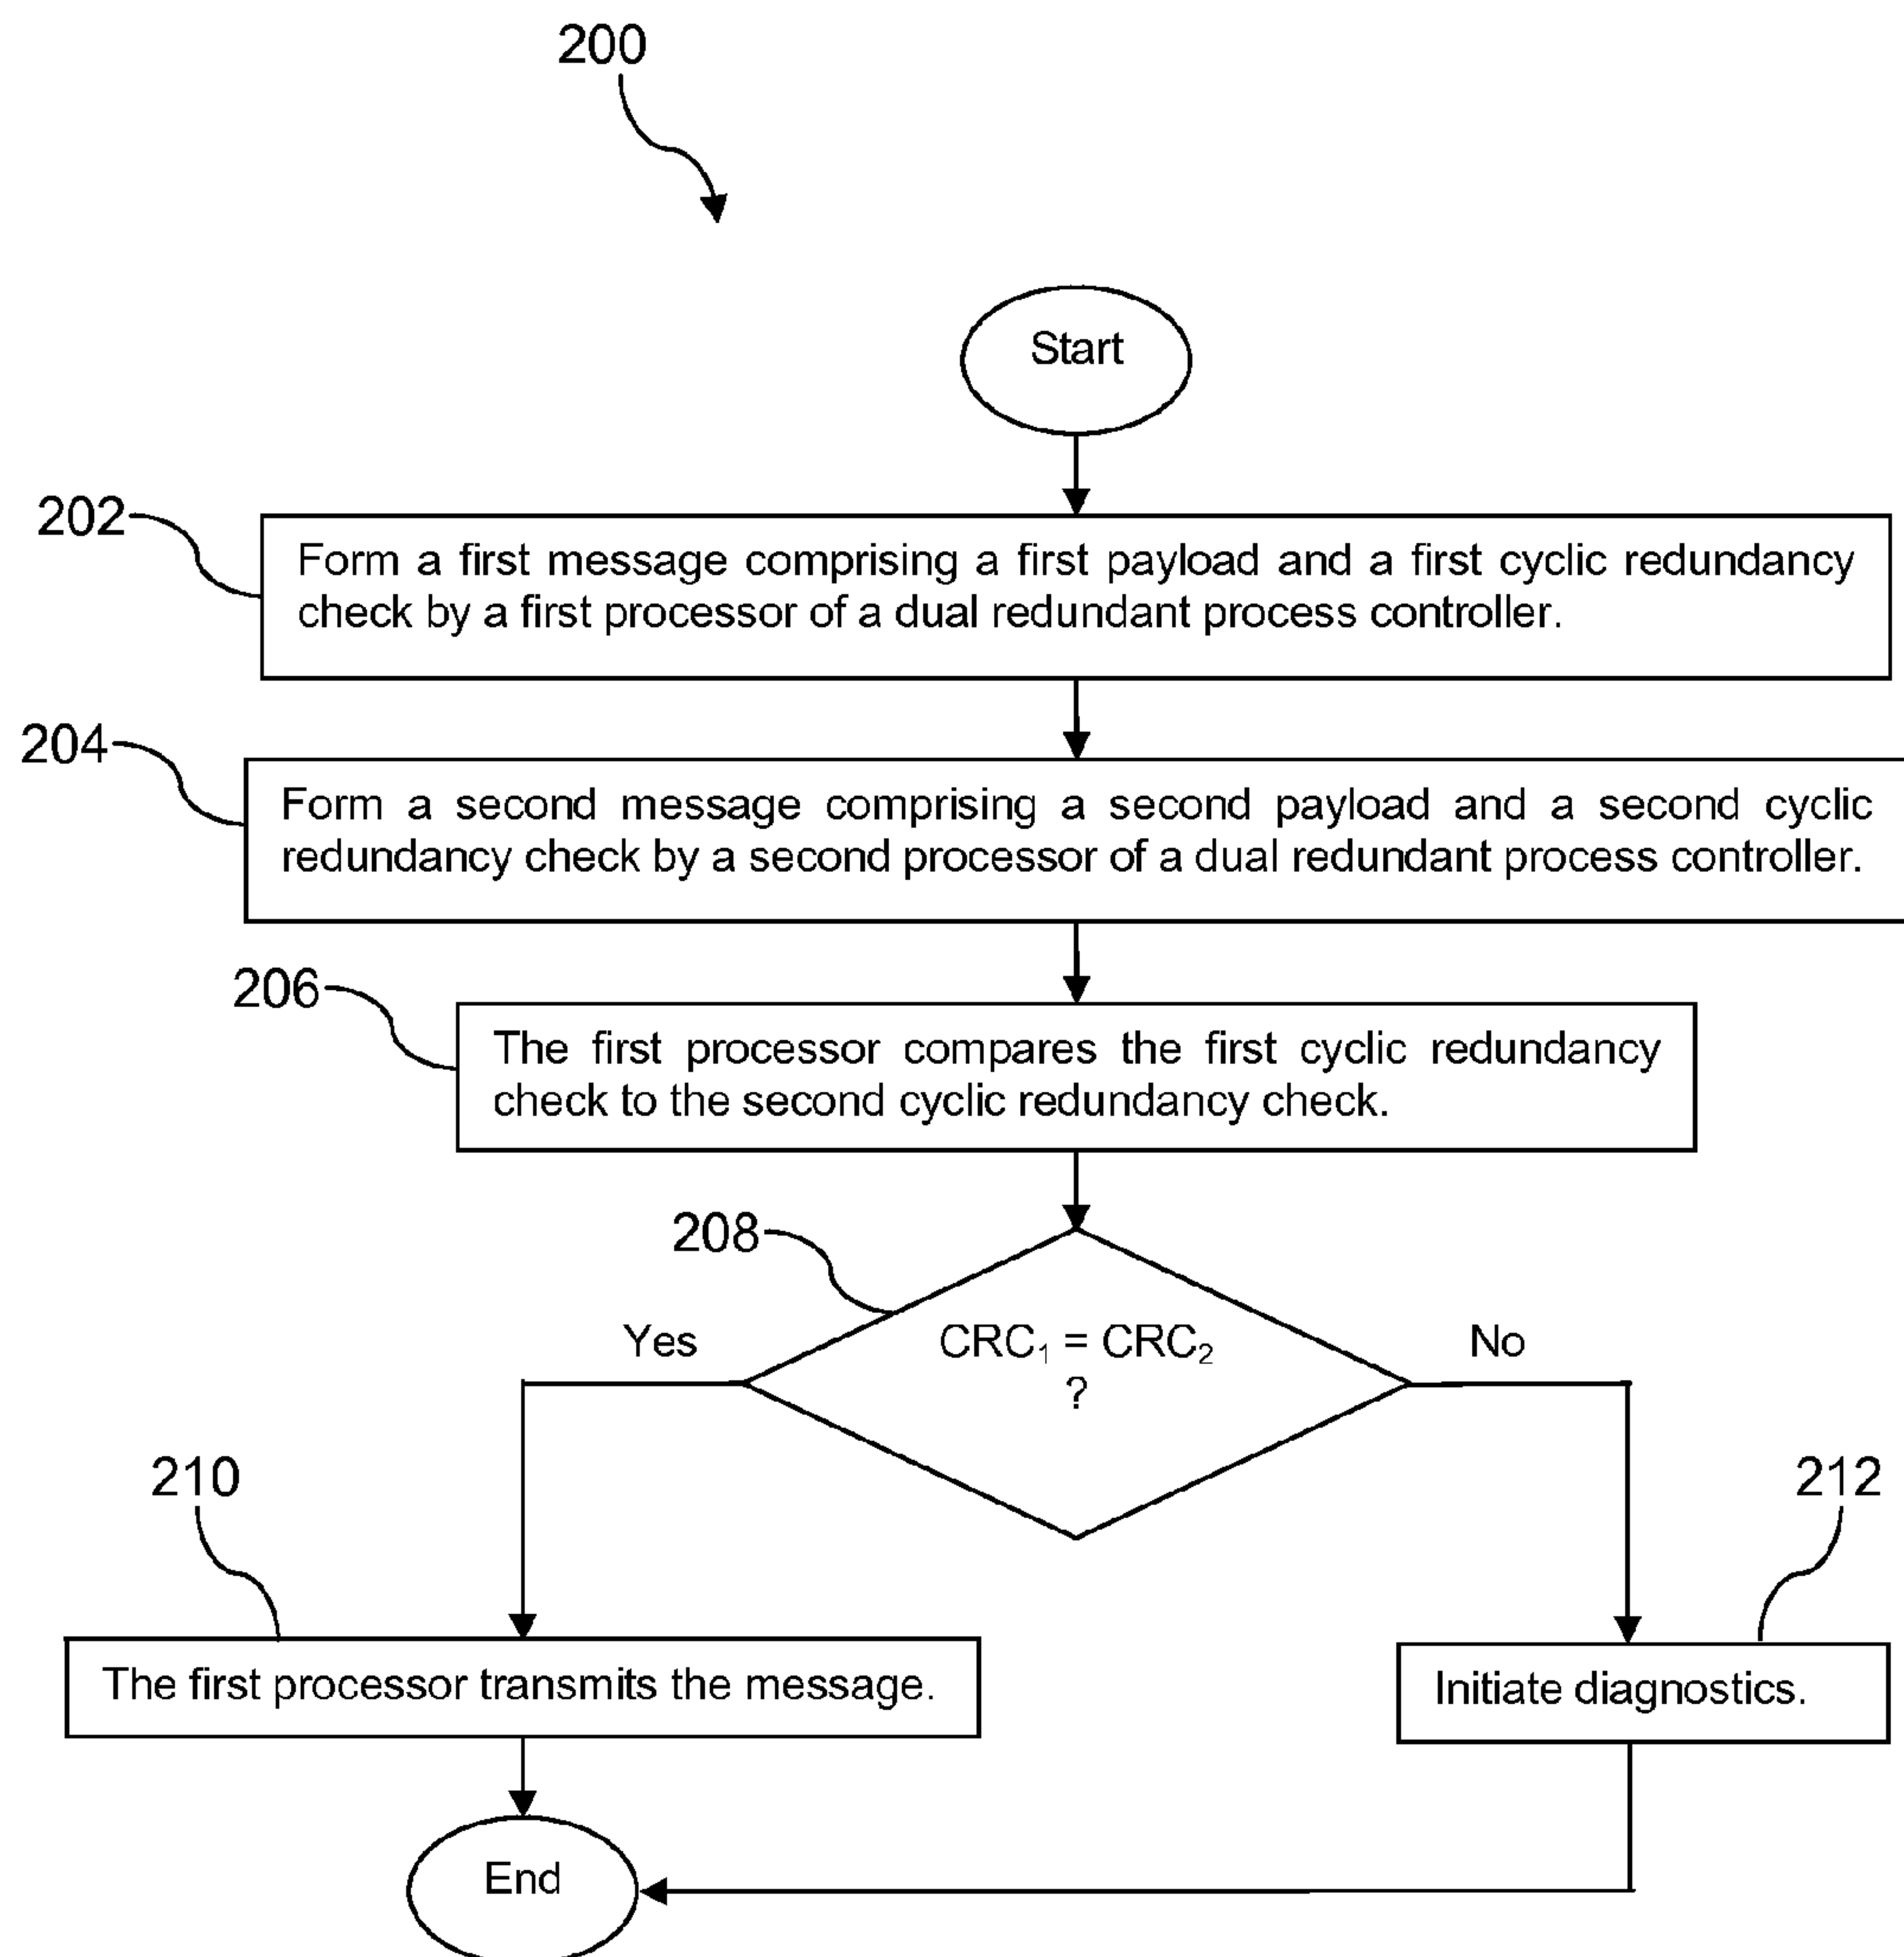 200
Start
202
Form a first message comprising a first payload and a first cyclic redundancy
check by a first processor of a dual redundant process controller.
204
Form a second message comprising a second payload and a second cyclic
redundancy check by a second processor of a dual redundant process controller.
206
The first processor compares the first cyclic redundancy
check to the second cyclic redundancy check.
208
Yes
CRC₁ = CRC₂
?
No
210
212
The first processor transmits the message.
Initiate diagnostics.
End